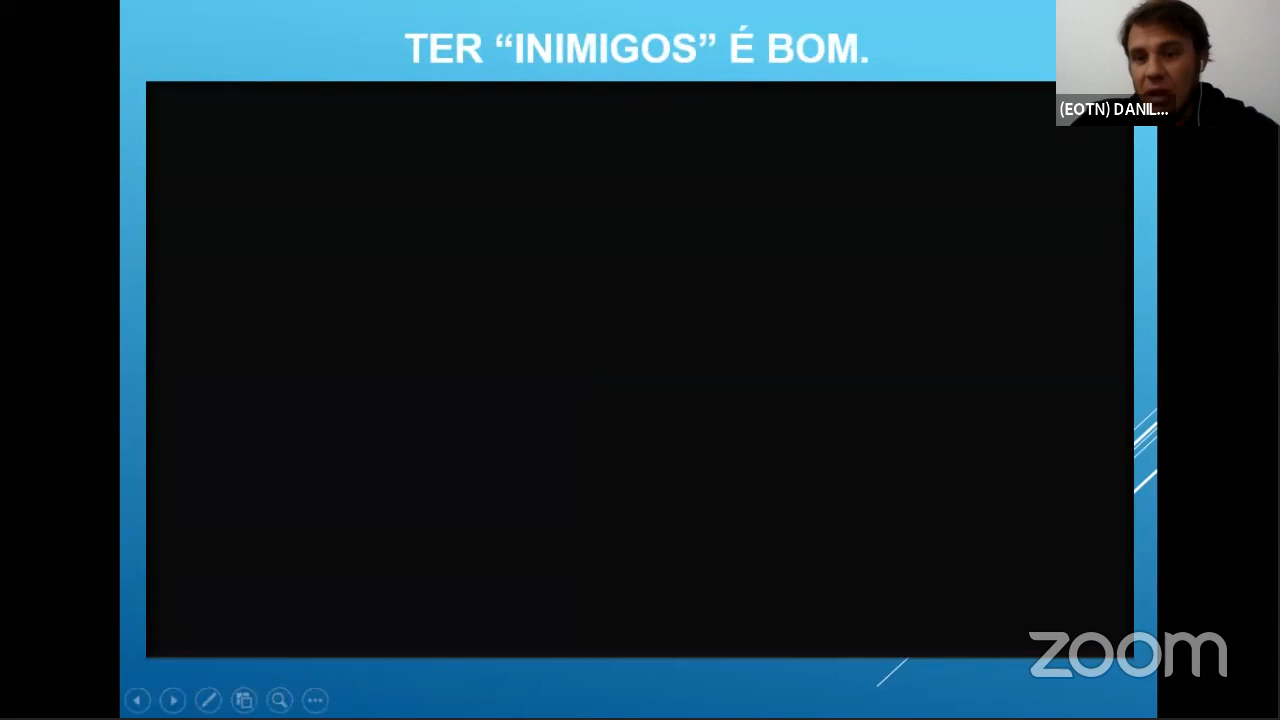 TER “INIMIGOS” É BOM.
(EOTN) DANIL...
zoom